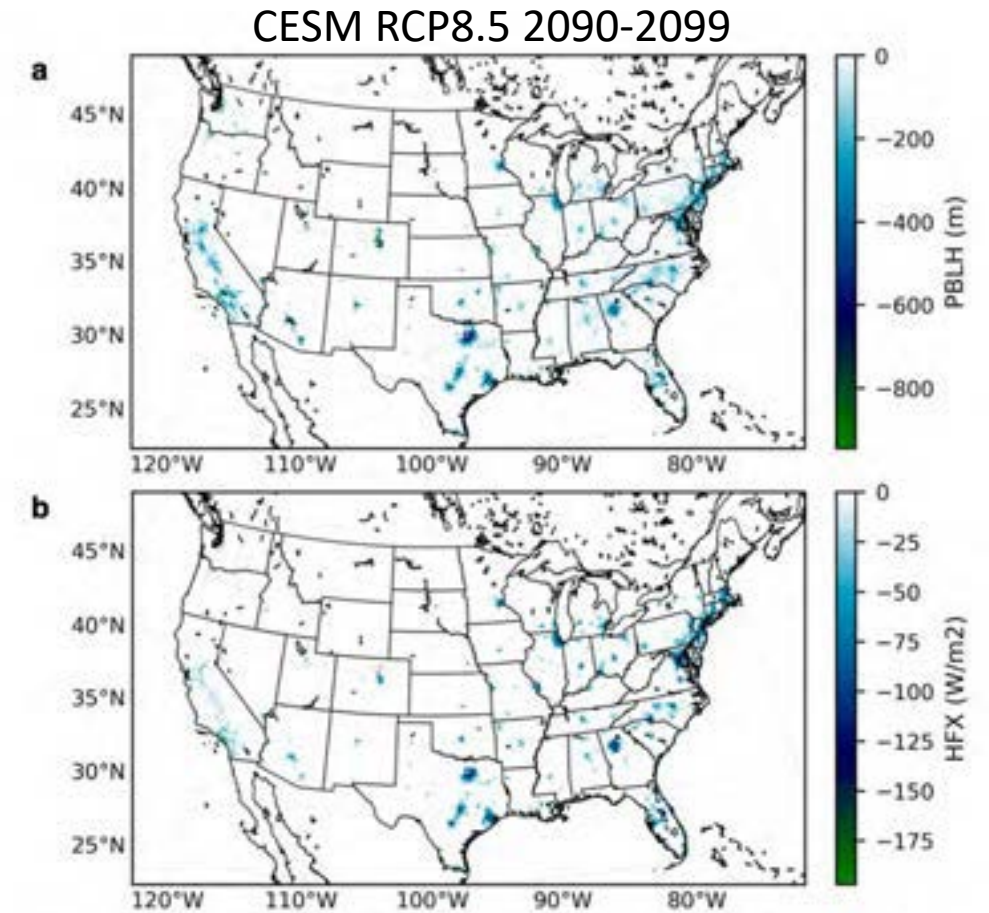 CESM RCP8.5 2090-2099
a
45°N
40°N
35°N
30°N
25°N
120°W 110°W 100°W 90°W 80°W
0
−200
−400
−600
−800
PBLH (m)
b
45°N
40°N
35°N
30°N
25°N
120°W 110°W 100°W 90°W 80°W
0
−25
−50
−75
−100
−125
−150
−175
HFX (W/m2)